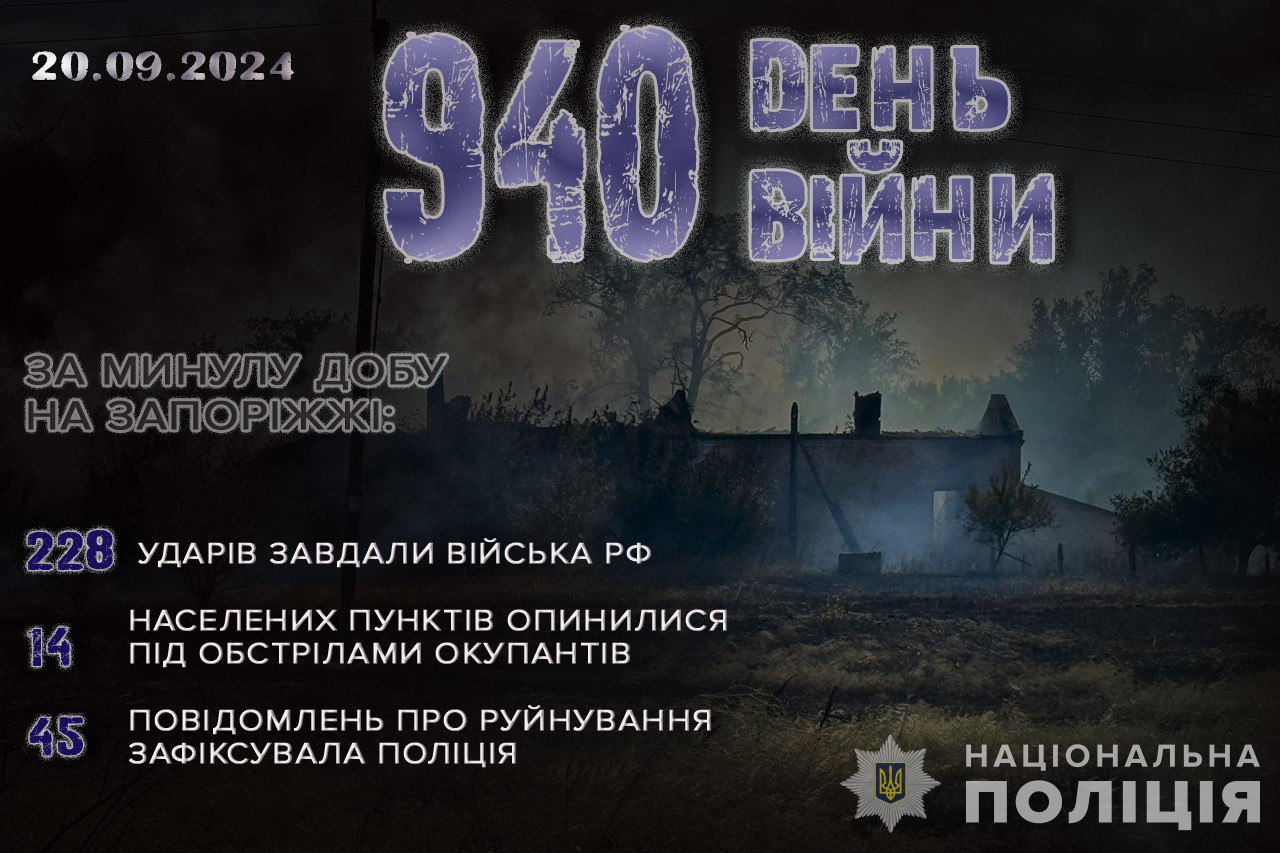 20.09.2024
940 ДЕНЬ
ВІЙНИ
ЗА МИНУЛУ ДОБУ
НА ЗАПОРІЖЖІ:
228 УДАРІВ ЗАВДАЛИ ВІЙСЬКА РФ
14 НАСЕЛЕНИХ ПУНКТІВ ОПИНИЛИСЯ
ПІД ОБСТРІЛАМИ ОКУПАНТІВ
45 ПОВІДОМЛЕНЬ ПРО РУЙНУВАННЯ
ЗАФІКСУВАЛА ПОЛІЦІЯ
НАЦІОНАЛЬНА
ПОЛІЦІЯ